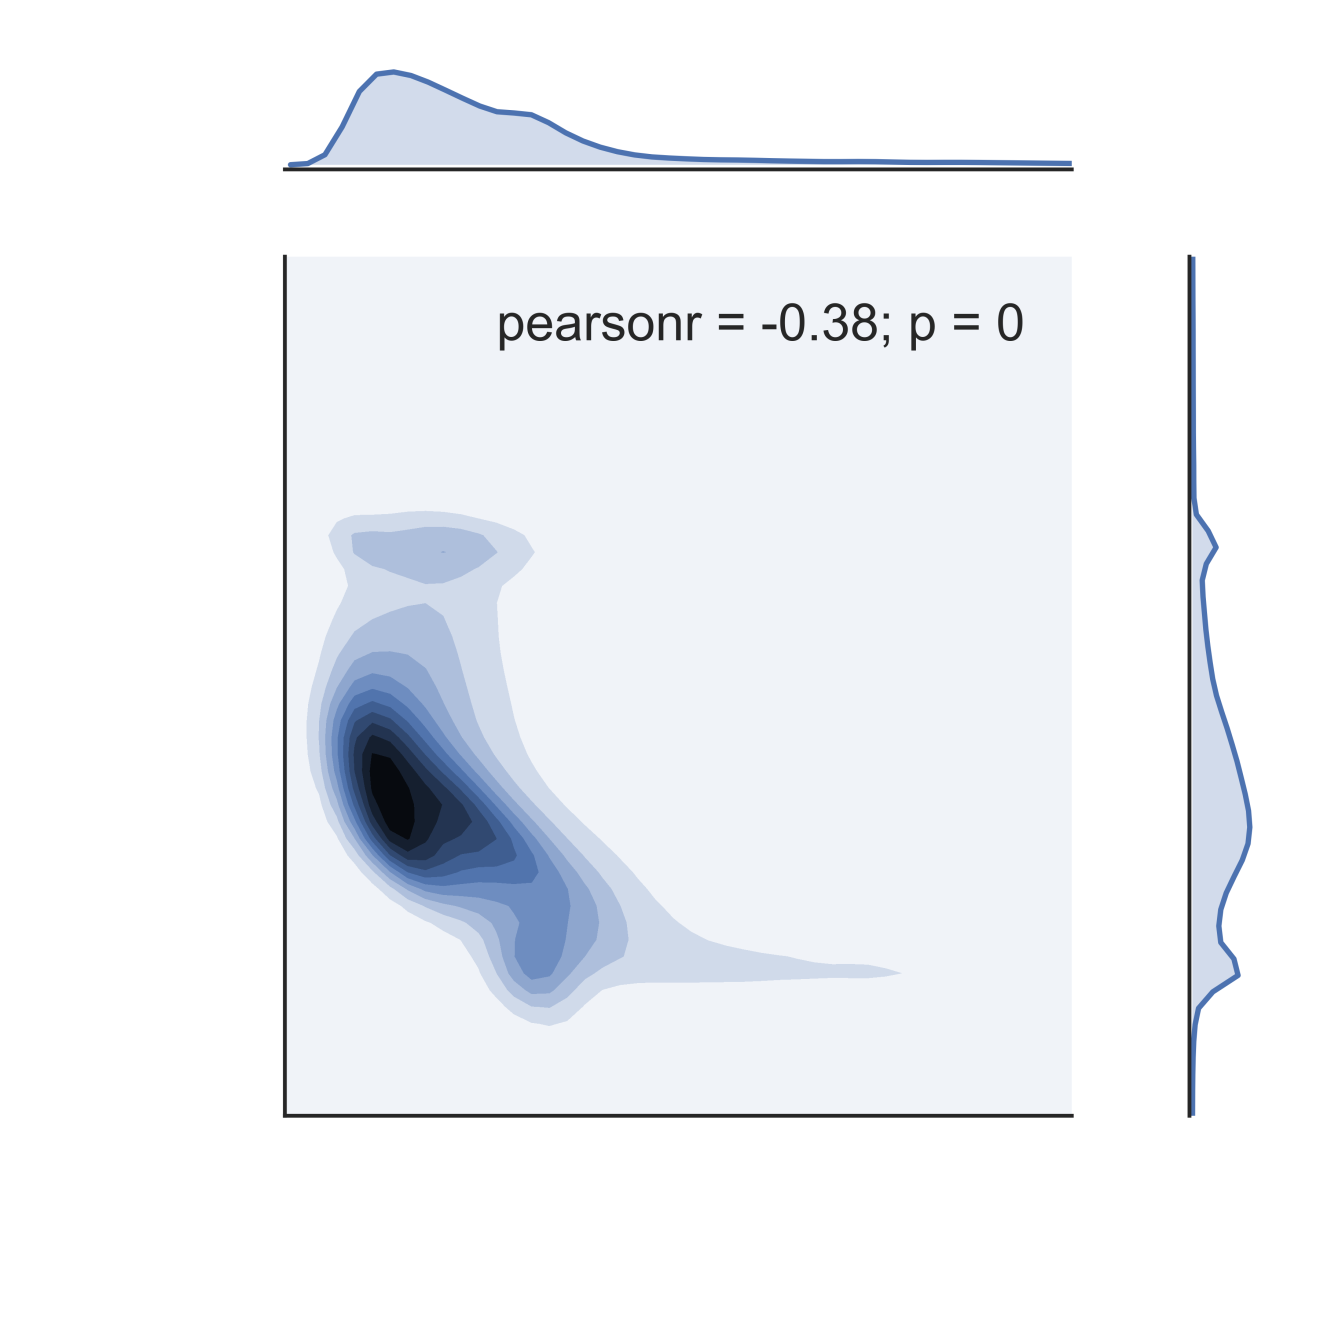 pearsonr = -0.38; p = 0